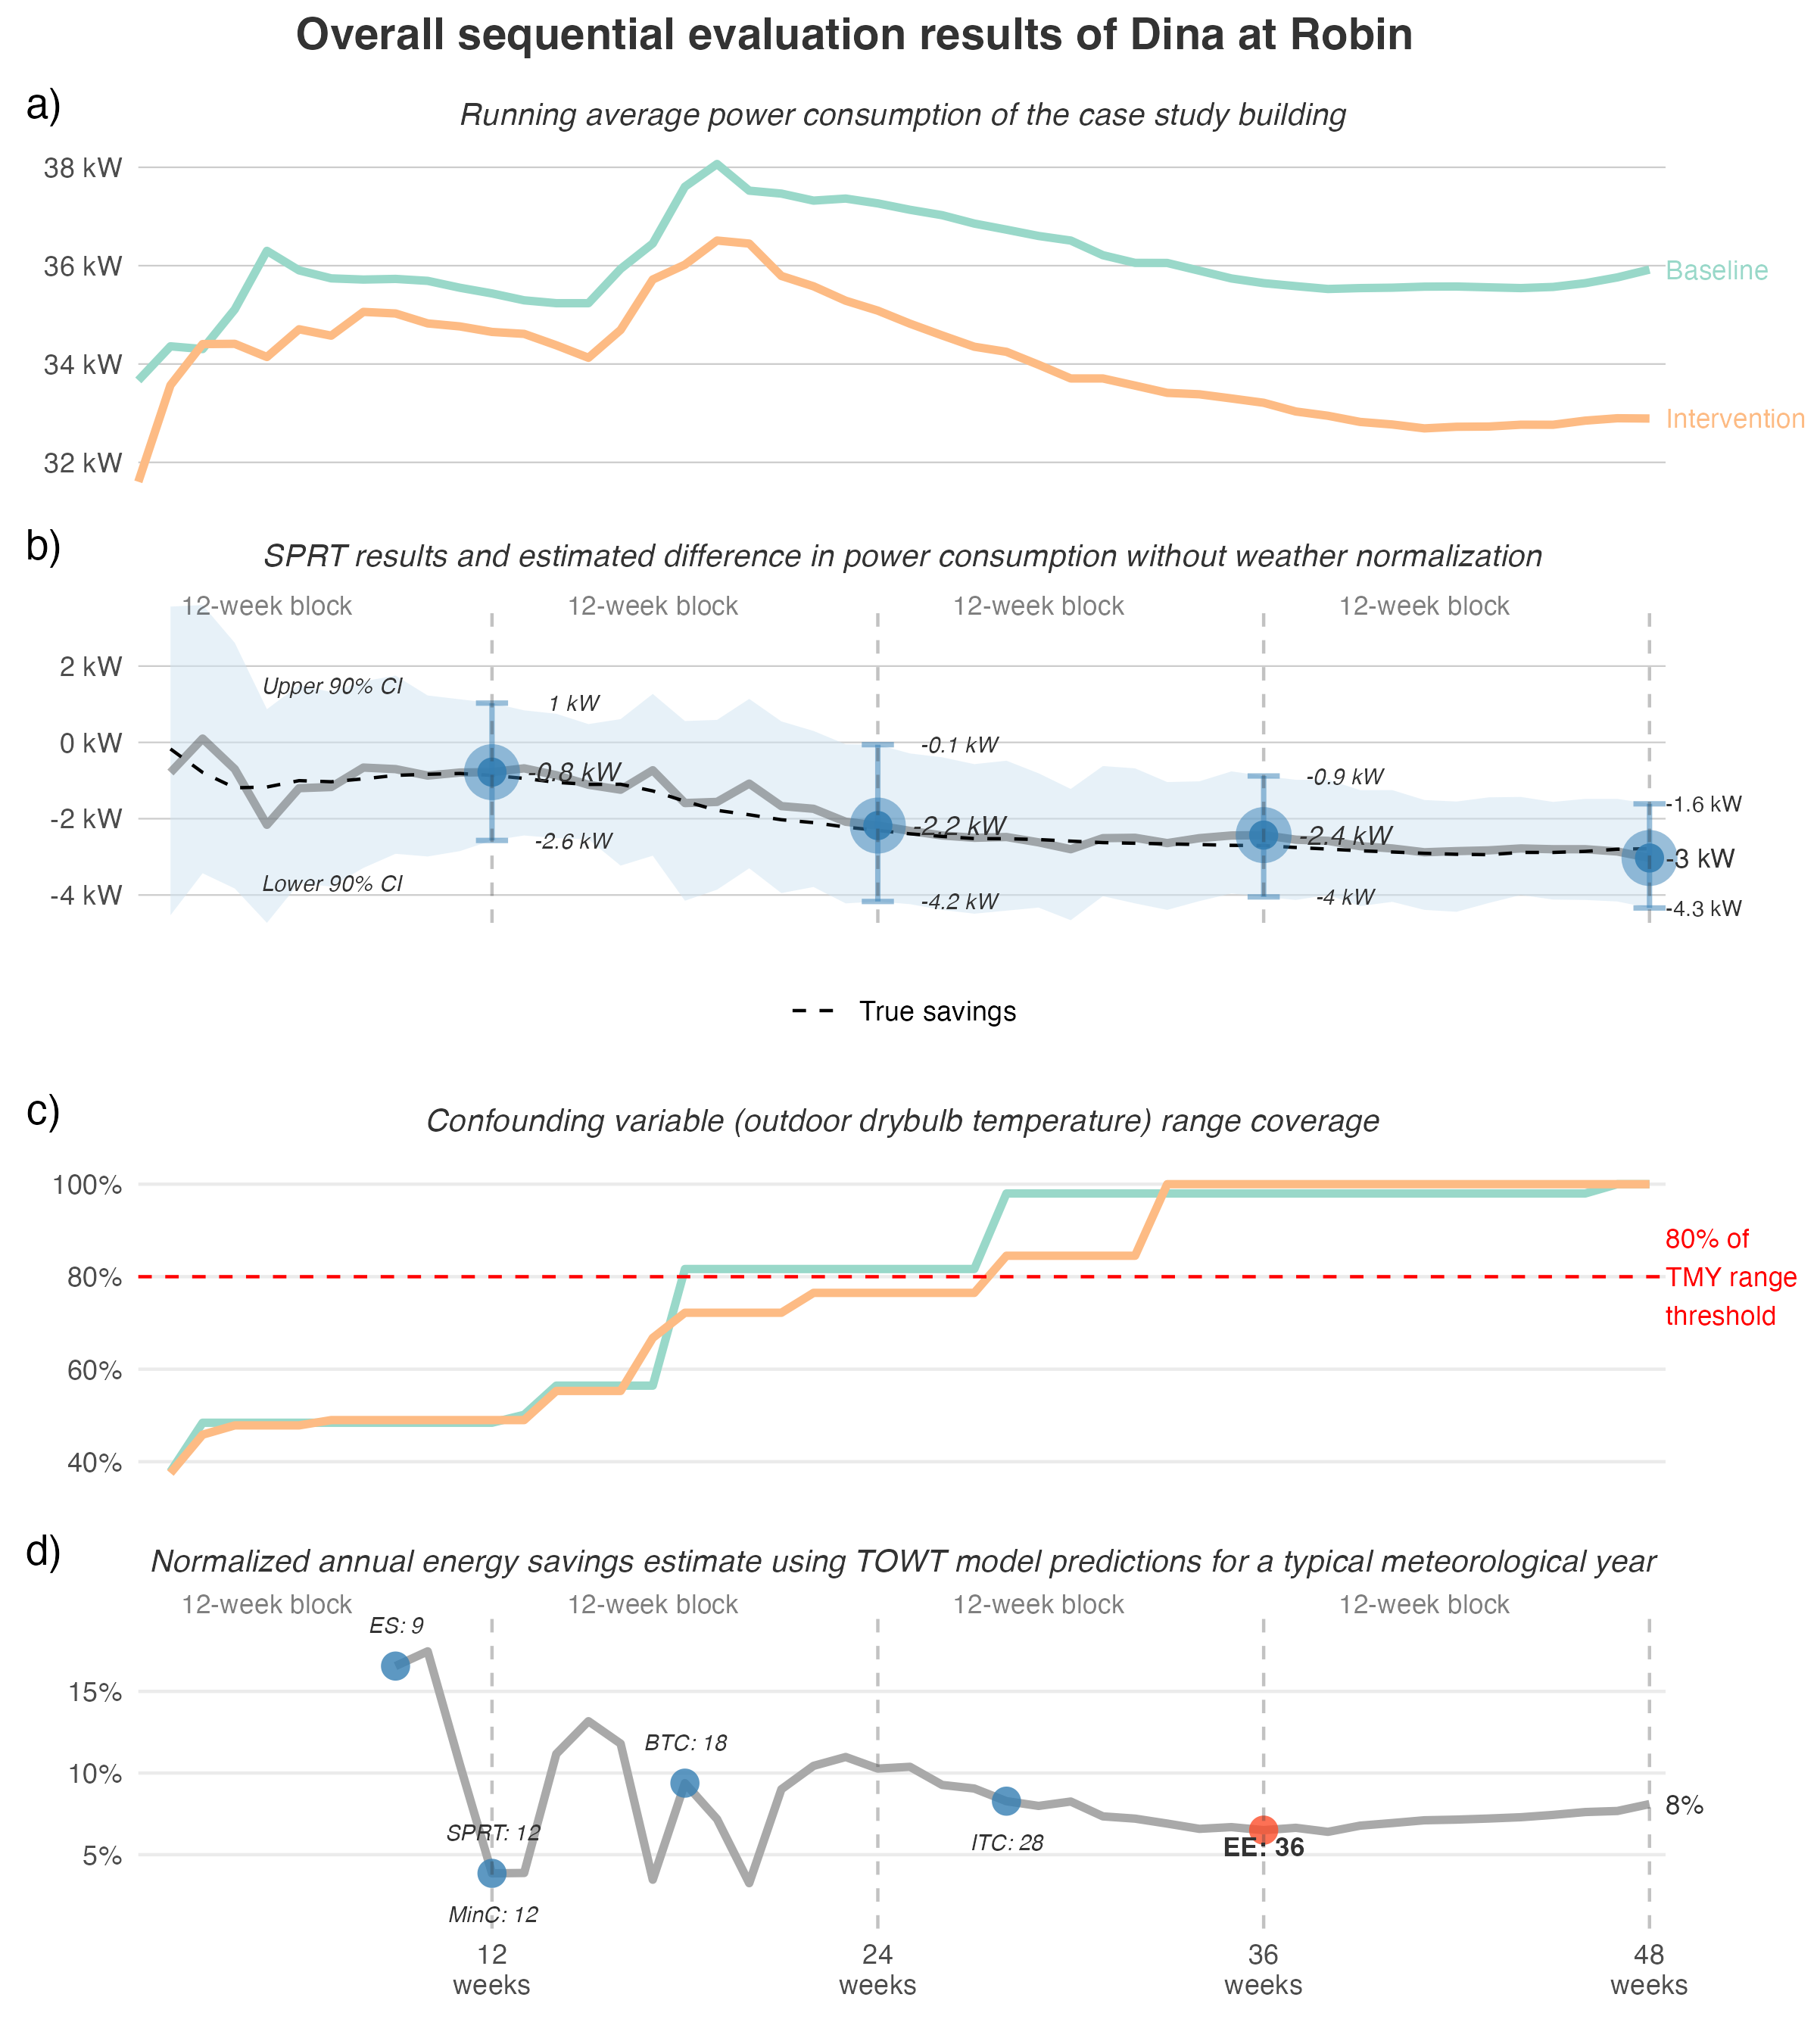 Overall sequential evaluation results of Dina at Robin
a)
Running average power consumption of the case study building
38 kW
36 kW
34 kW
32 kW
Baseline
Intervention
b)
SPRT results and estimated difference in power consumption without weather normalization
12-week block
12-week block
12-week block
12-week block
2 kW
0 kW
-2 kW
-4 kW
Upper 90% CI
Lower 90% CI
1 kW
-0.8 kW
-2.6 kW
-0.1 kW
-2.2 kW
-4.2 kW
-0.9 kW
-2.4 kW
-4 kW
-1.6 kW
-3 kW
-4.3 kW
True savings
c)
Confounding variable (outdoor drybulb temperature) range coverage
100%
80%
60%
40%
80% of
TMY range
threshold
d)
Normalized annual energy savings estimate using TOWT model predictions for a typical meteorological year
12-week block
12-week block
12-week block
12-week block
15%
10%
5%
ES: 9
SPRT: 12
MinC: 12
BTC: 18
ITC: 28
EE: 36
8%
12
weeks
24
weeks
36
weeks
48
weeks